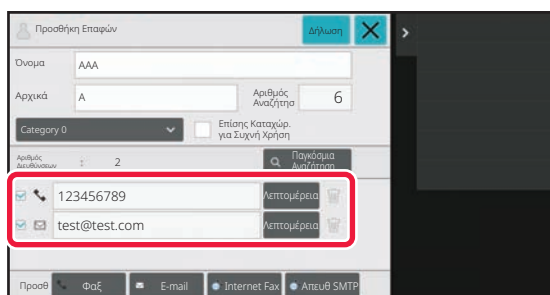 Προσθήκη Επαφών
Δήλωση
Όνομα
AAA
Αρχικά
A
Αριθμός
Αναζήτησ
6
Category 0
Επίσης Καταχώρ.
για Συχνή Χρήση
Αριθμός
Διευθύνσεων
:
2
Παγκόσμια
Αναζήτηση
123456789
Λεπτομέρεια
test@test.com
Λεπτομέρεια
Προσθ
Φαξ
E-mail
Internet Fax
Απευθ SMTP